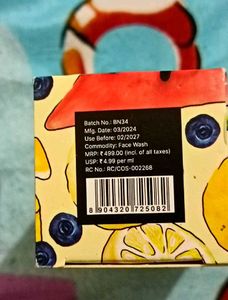 Batch No.: BN34
Mfg. Date: 03/2024
Use Before: 02/2027
Commodity: Face Wash
MRP: ₹499.00 (incl. of all taxes)
USP: ₹4.99 per ml
RC No.: RC/COS-002268
8 904320 725082